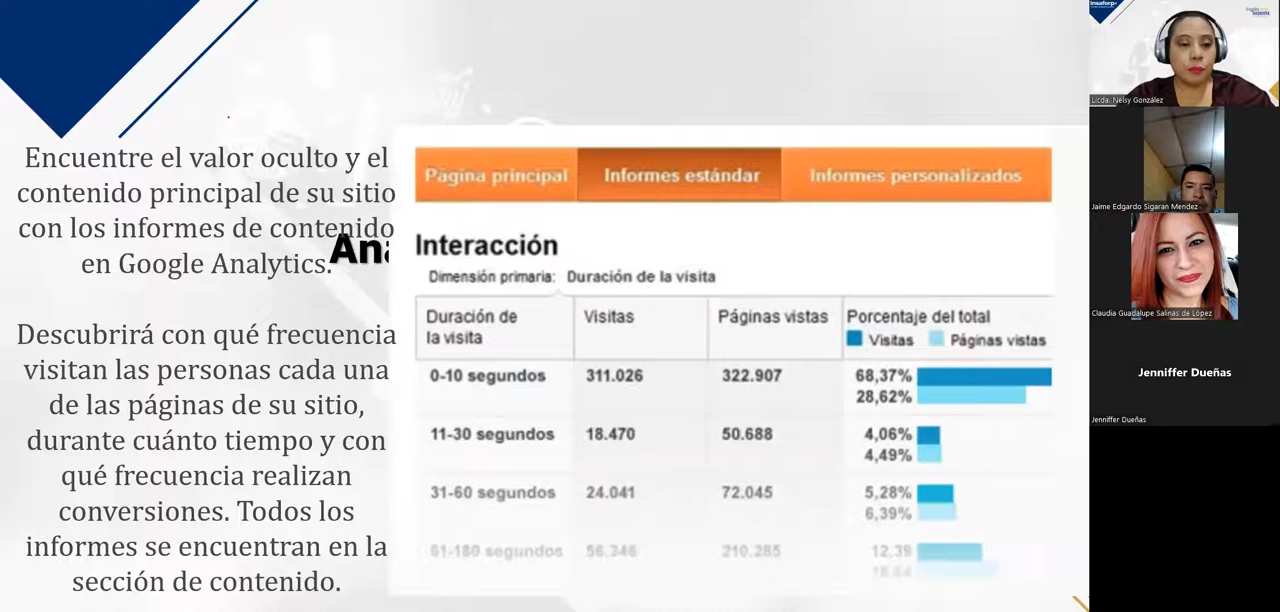 Encuentre el valor oculto y el
contenido principal de su sitio
con los informes de contenido
en Google Analytics.
Ana
Descubrirá con qué frecuencia
visitan las personas cada una
de las páginas de su sitio,
durante cuánto tiempo y con
qué frecuencia realizan
conversiones. Todos los
informes se encuentran en la
sección de contenido.
Página principal Informes estándar Informes personalizados
Interacción
Dimensión primaria: Duración de la visita
Duración de la visita Visitas Páginas vistas Porcentaje del total
Visitas Páginas vistas
0-10 segundos 311.026 322.907 68,37%
28,62%
11-30 segundos 18.470 50.688 4,06%
4,49%
31-60 segundos 24.041 72.045 5,28%
6,39%
61-180 segundos 56.346 210.285 12,39
18,64
Insaforp
Licda. Nelsy González
Jaime Edgardo Sigaran Mendez
Claudia Guadalupe Salinas de López
Jenniffer Dueñas
Jenniffer Dueñas